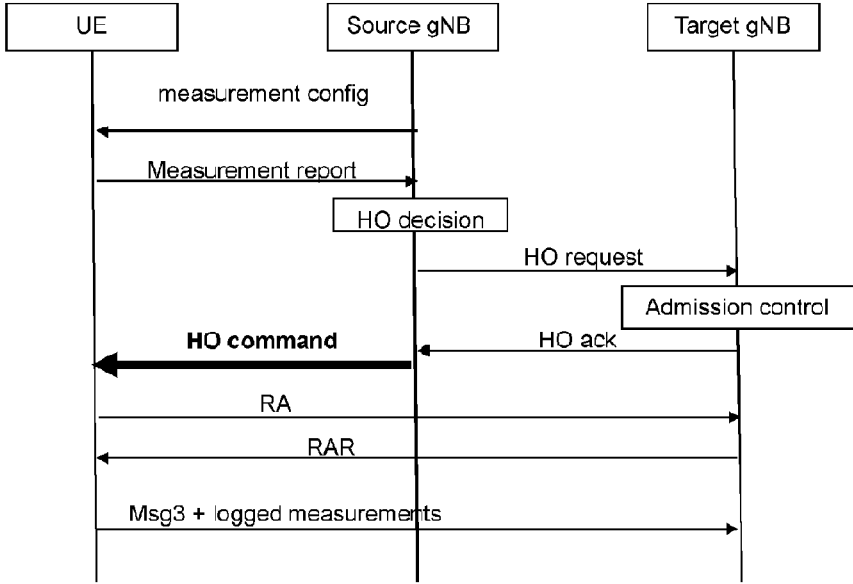 UE
Source gNB
Target gNB
measurement config
Measurement report
HO decision
HO request
Admission control
HO command
HO ack
RA
RAR
Msg3 + logged measurements